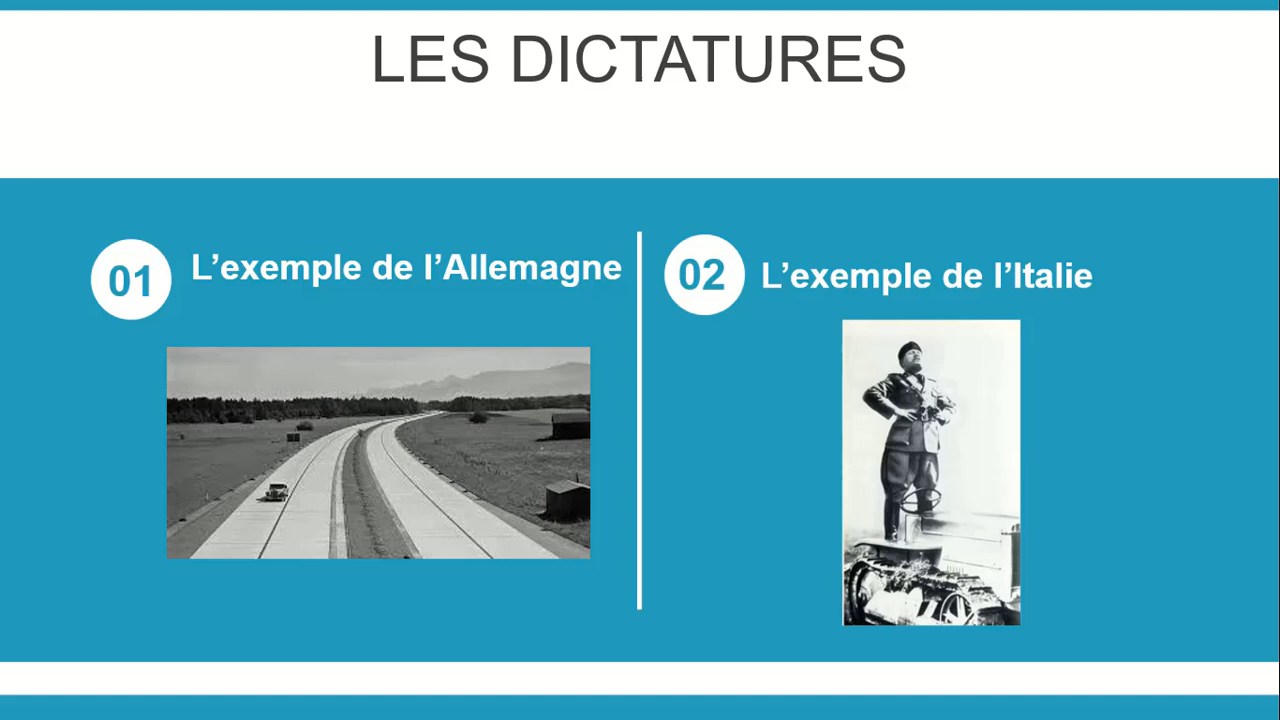 LES DICTATURES
01
L’exemple de l’Allemagne
02
L’exemple de l’Italie